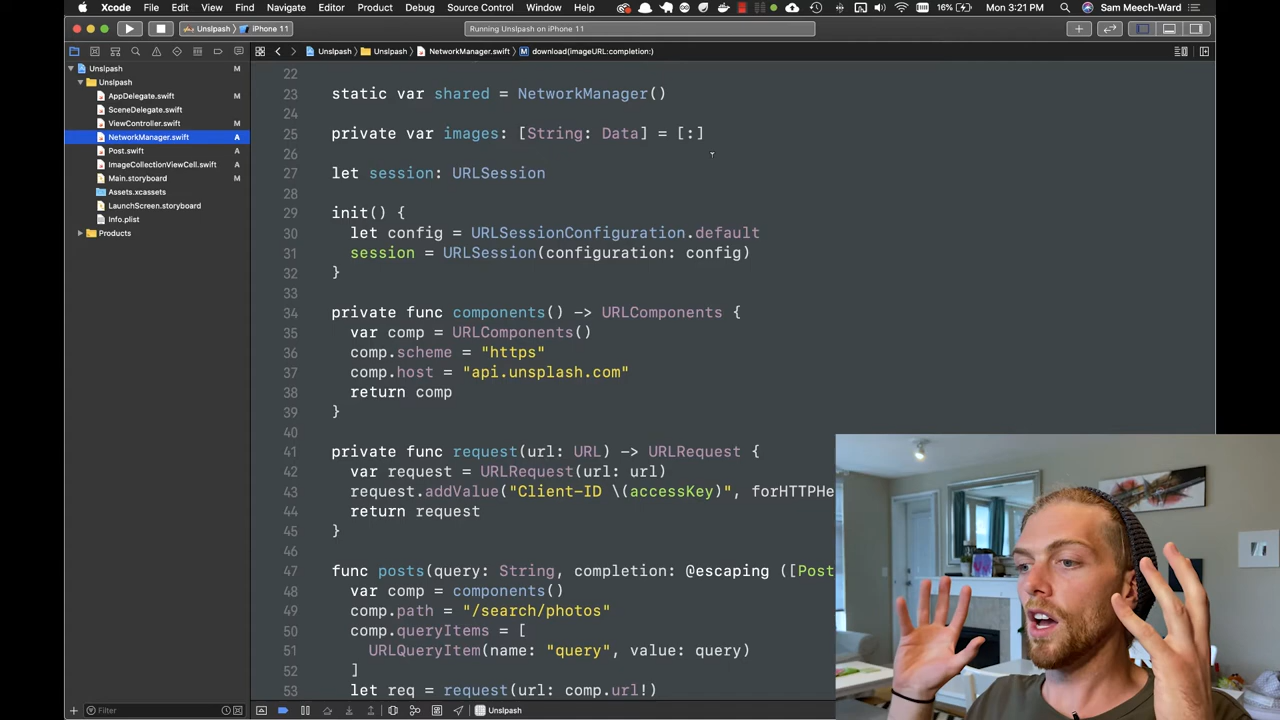 Xcode File Edit View Find Navigate Editor Product Debug Source Control Window Help 16% Mon 3:21 PM Sam Meech-Ward
Unslpash iPhone 11 Running Unslpash on iPhone 11
Unslpash Unslpash NetworkManager.swift M download(imageURL:completion:)
Unslpash M
Unslpash
AppDelegate.swift M
SceneDelegate.swift
ViewController.swift M
NetworkManager.swift A
Post.swift A
ImageCollectionViewCell.swift A
Main.storyboard M
Assets.xcassets
LaunchScreen.storyboard
Info.plist
Products
22
23 static var shared = NetworkManager()
24
25 private var images: [String: Data] = [:]
26
27 let session: URLSession
28
29 init() {
30 let config = URLSessionConfiguration.default
31 session = URLSession(configuration: config)
32 }
33
34 private func components() -> URLComponents {
35 var comp = URLComponents()
36 comp.scheme = "https"
37 comp.host = "api.unsplash.com"
38 return comp
39 }
40
41 private func request(url: URL) -> URLRequest {
42 var request = URLRequest(url: url)
43 request.addValue("Client-ID \(accessKey)", forHTTPHe
44 return request
45 }
46
47 func posts(query: String, completion: @escaping ([Post
48 var comp = components()
49 comp.path = "/search/photos"
50 comp.queryItems = [
51 URLQueryItem(name: "query", value: query)
52 ]
53 let req = request(url: comp.url!)
Filter
Unslpash